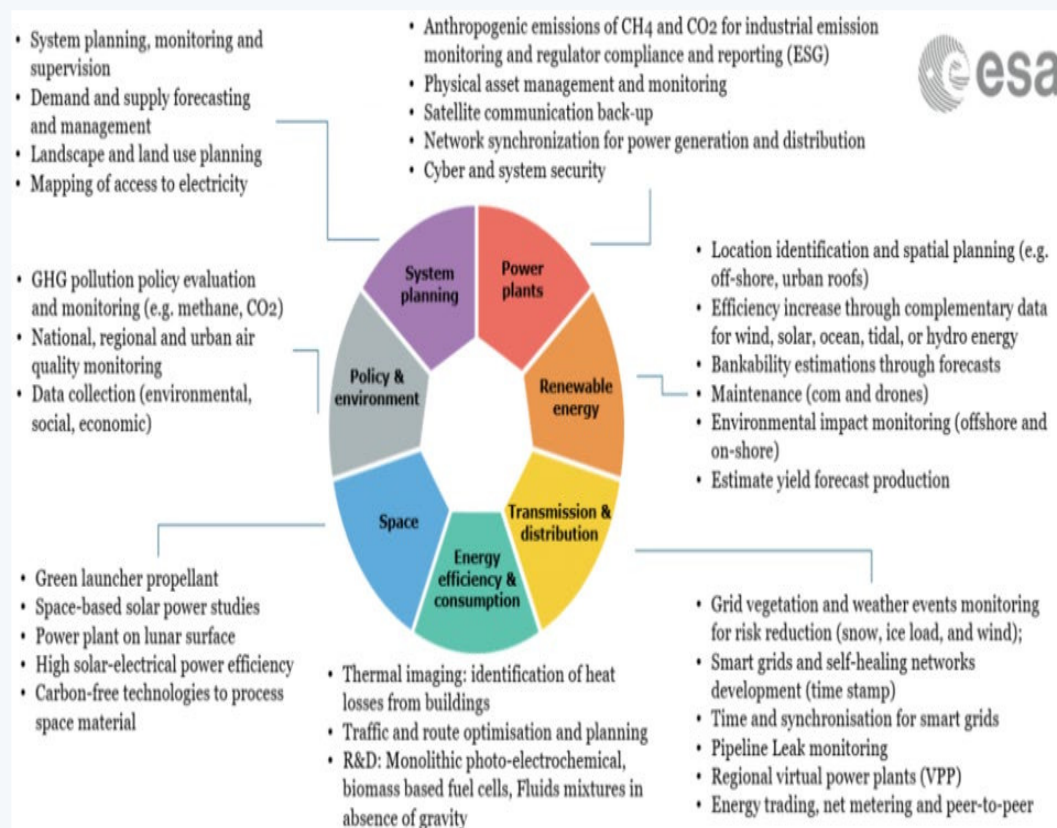 • System planning, monitoring and
supervision
• Demand and supply forecasting
and management
• Landscape and land use planning
• Mapping of access to electricity
• Anthropogenic emissions of CH4 and CO2 for industrial emission
monitoring and regulator compliance and reporting (ESG)
• Physical asset management and monitoring
• Satellite communication back-up
• Network synchronization for power generation and distribution
• Cyber and system security
esa
• GHG pollution policy evaluation
and monitoring (e.g. methane, CO2)
• National, regional and urban air
quality monitoring
• Data collection (environmental,
social, economic)
System
planning
Power
plants
Policy &
environment
Renewable
energy
Space
Transmission &
distribution
Energy
efficiency &
consumption
• Location identification and spatial planning (e.g.
off-shore, urban roofs)
• Efficiency increase through complementary data
for wind, solar, ocean, tidal, or hydro energy
• Bankability estimations through forecasts
• Maintenance (com and drones)
• Environmental impact monitoring (offshore and
on-shore)
• Estimate yield forecast production
• Green launcher propellant
• Space-based solar power studies
• Power plant on lunar surface
• High solar-electrical power efficiency
• Carbon-free technologies to process
space material
• Thermal imaging: identification of heat
losses from buildings
• Traffic and route optimisation and planning
• R&D: Monolithic photo-electrochemical,
biomass based fuel cells, Fluids mixtures in
absence of gravity
• Grid vegetation and weather events monitoring
for risk reduction (snow, ice load, and wind);
• Smart grids and self-healing networks
development (time stamp)
• Time and synchronisation for smart grids
• Pipeline Leak monitoring
• Regional virtual power plants (VPP)
• Energy trading, net metering and peer-to-peer